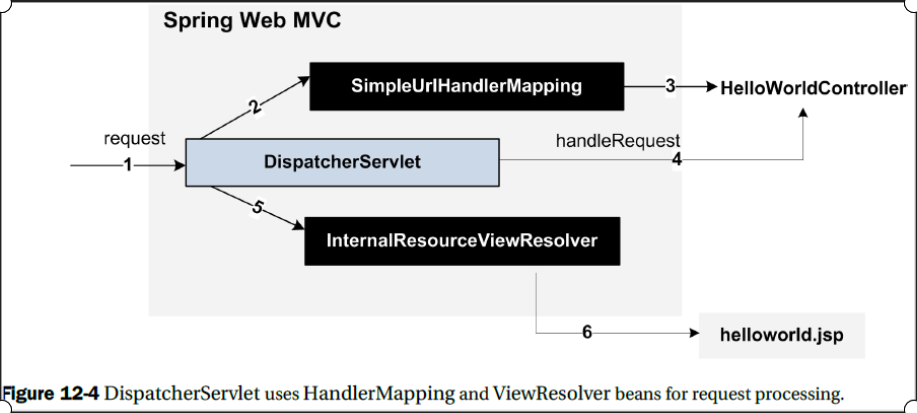 Spring Web MVC
SimpleUrlHandlerMapping
3
HelloWorldController
2
request
1
DispatcherServlet
handleRequest
4
5
InternalResourceViewResolver
6
helloworld.jsp
Figure 12-4 DispatcherServlet uses HandlerMapping and ViewResolver beans for request processing.